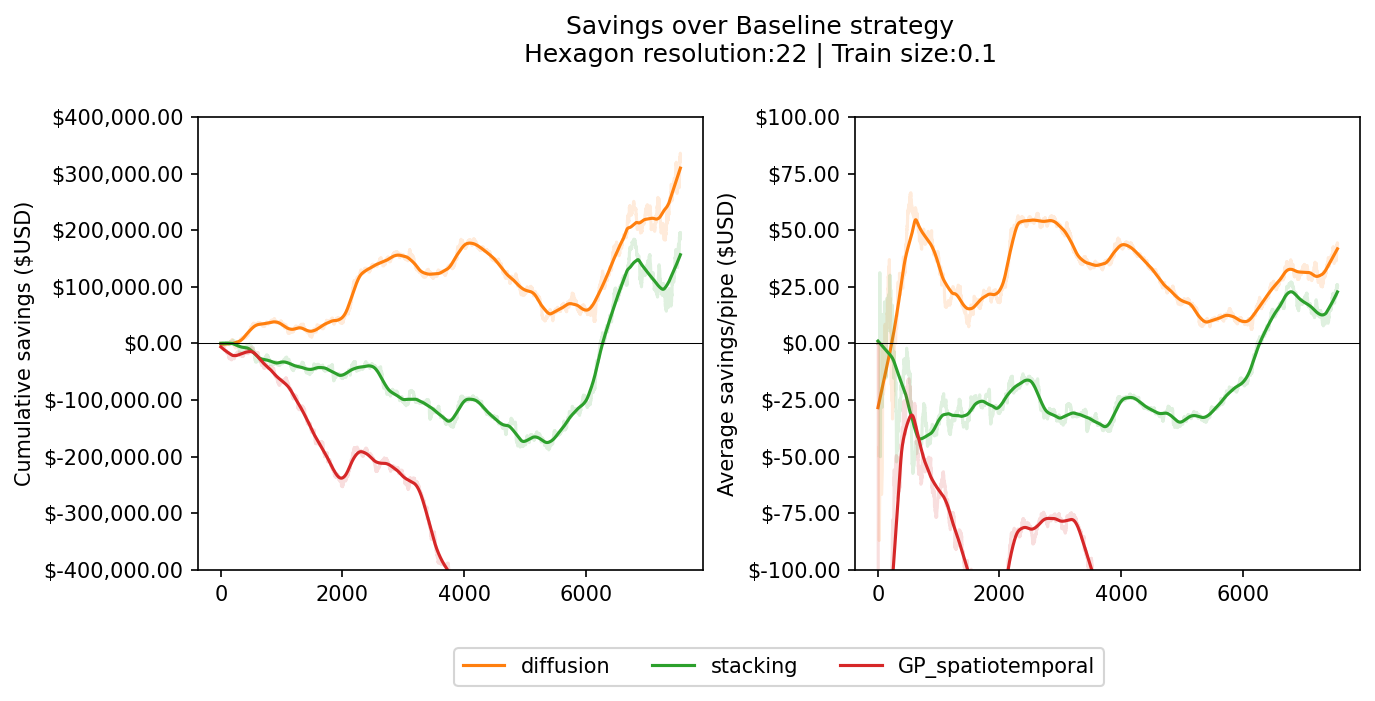 Savings over Baseline strategy
Hexagon resolution:22 | Train size:0.1
Cumulative savings ($USD)
$400,000.00
$300,000.00
$200,000.00
$100,000.00
$0.00
$-100,000.00
$-200,000.00
$-300,000.00
$-400,000.00
0 2000 4000 6000
Average savings/pipe ($USD)
$100.00
$75.00
$50.00
$25.00
$0.00
$-25.00
$-50.00
$-75.00
$-100.00
0 2000 4000 6000
diffusion stacking GP_spatiotemporal